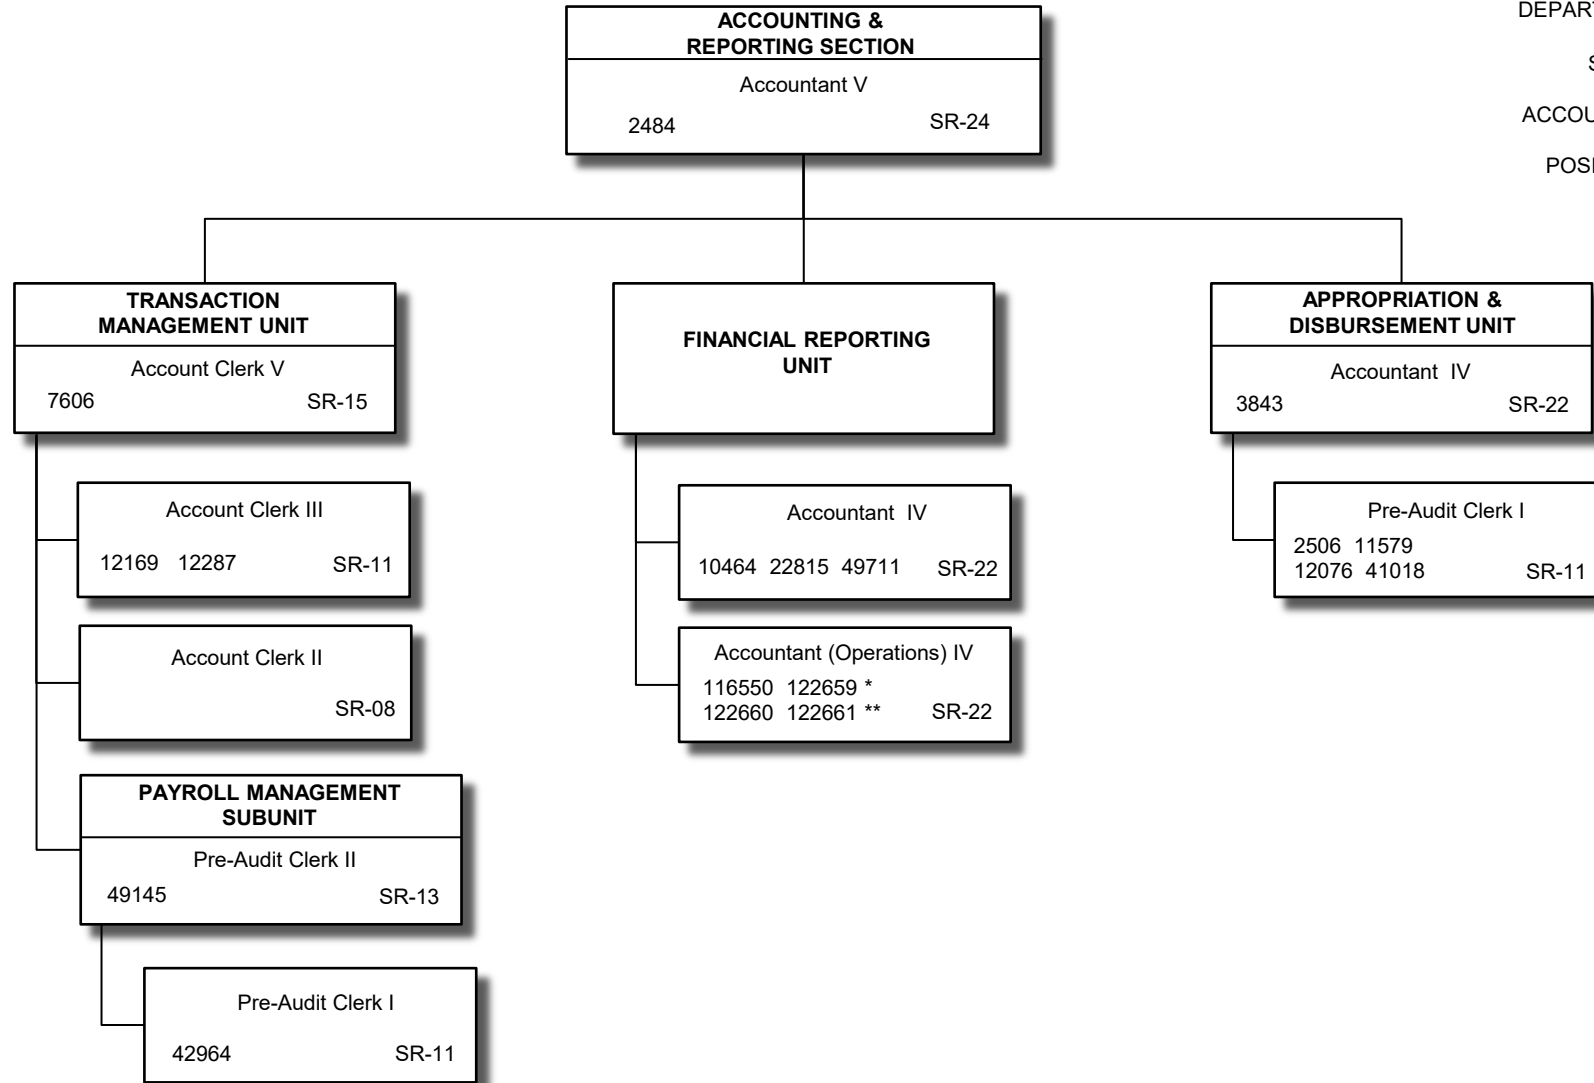 ACCOUNTING &
REPORTING SECTION
Accountant V
2484 SR-24
DEPAR
ACCOU
POSI
TRANSACTION
MANAGEMENT UNIT
Account Clerk V
7606 SR-15
Account Clerk III
12169 12287 SR-11
Account Clerk II
SR-08
PAYROLL MANAGEMENT
SUBUNIT
Pre-Audit Clerk II
49145 SR-13
Pre-Audit Clerk I
42964 SR-11
FINANCIAL REPORTING
UNIT
Accountant IV
10464 22815 49711 SR-22
Accountant (Operations) IV
116550 122659 *
122660 122661 ** SR-22
APPROPRIATION &
DISBURSEMENT UNIT
Accountant IV
3843 SR-22
Pre-Audit Clerk I
2506 11579
12076 41018 SR-11